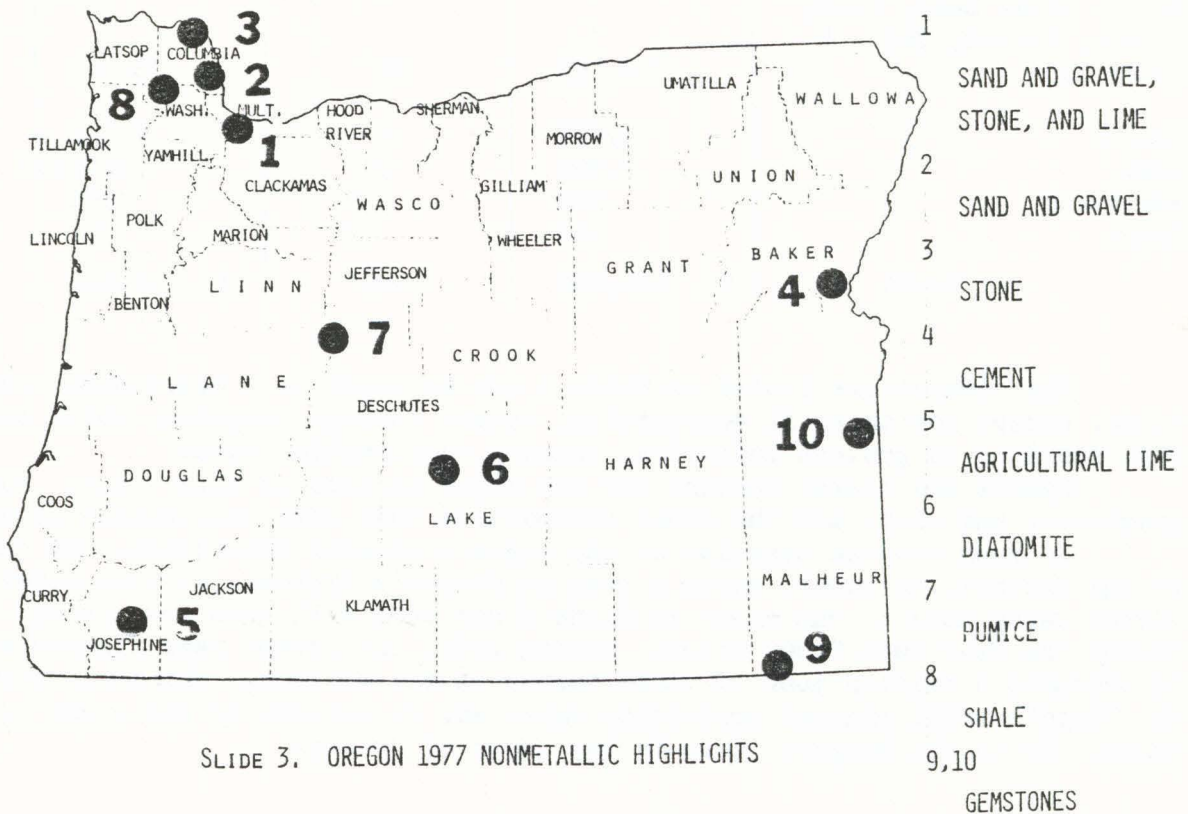 3
LATSOP
COLUMBIA
2
8
WASH.
MULT.
HOOD
RIVER
SHERMAN
UMATILLA
WALLOWA
MORROW
TILLAMOOK
YAMHILL
1
CLACKAMAS
GILLIAM
UNION
WASCO
POLK
LINCOLN
MARION
WHEELER
BAKER
GRANT
JEFFERSON
LINN
BENTON
4
7
CROOK
LANE
DESCHUTES
10
6
HARNEY
DOUGLAS
COOS
LAKE
MALHEUR
CURRY
JACKSON
KLAMATH
5
JOSEPHINE
9
1
SAND AND GRAVEL,
STONE, AND LIME
2
SAND AND GRAVEL
3
STONE
4
CEMENT
5
AGRICULTURAL LIME
6
DIATOMITE
7
PUMICE
8
SHALE
9,10
GEMSTONES
SLIDE 3. OREGON 1977 NONMETALLIC HIGHLIGHTS